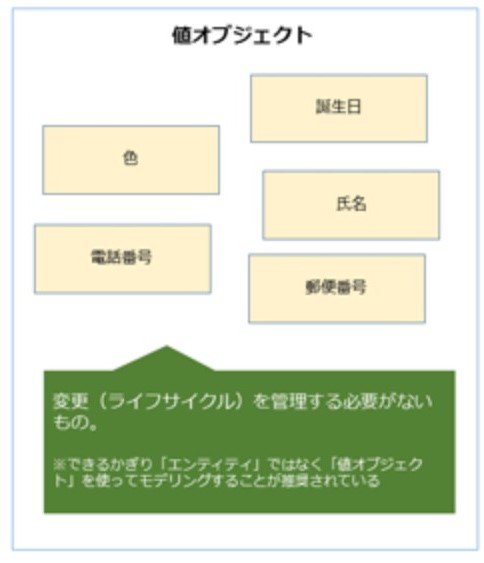 値オブジェクト
誕生日
色
氏名
電話番号
郵便番号
変更（ライフサイクル）を管理する必要がない
もの。
※できるかぎり「エンティティ」ではなく「値オブジェク
ト」を使ってモデリングすることが推奨されている